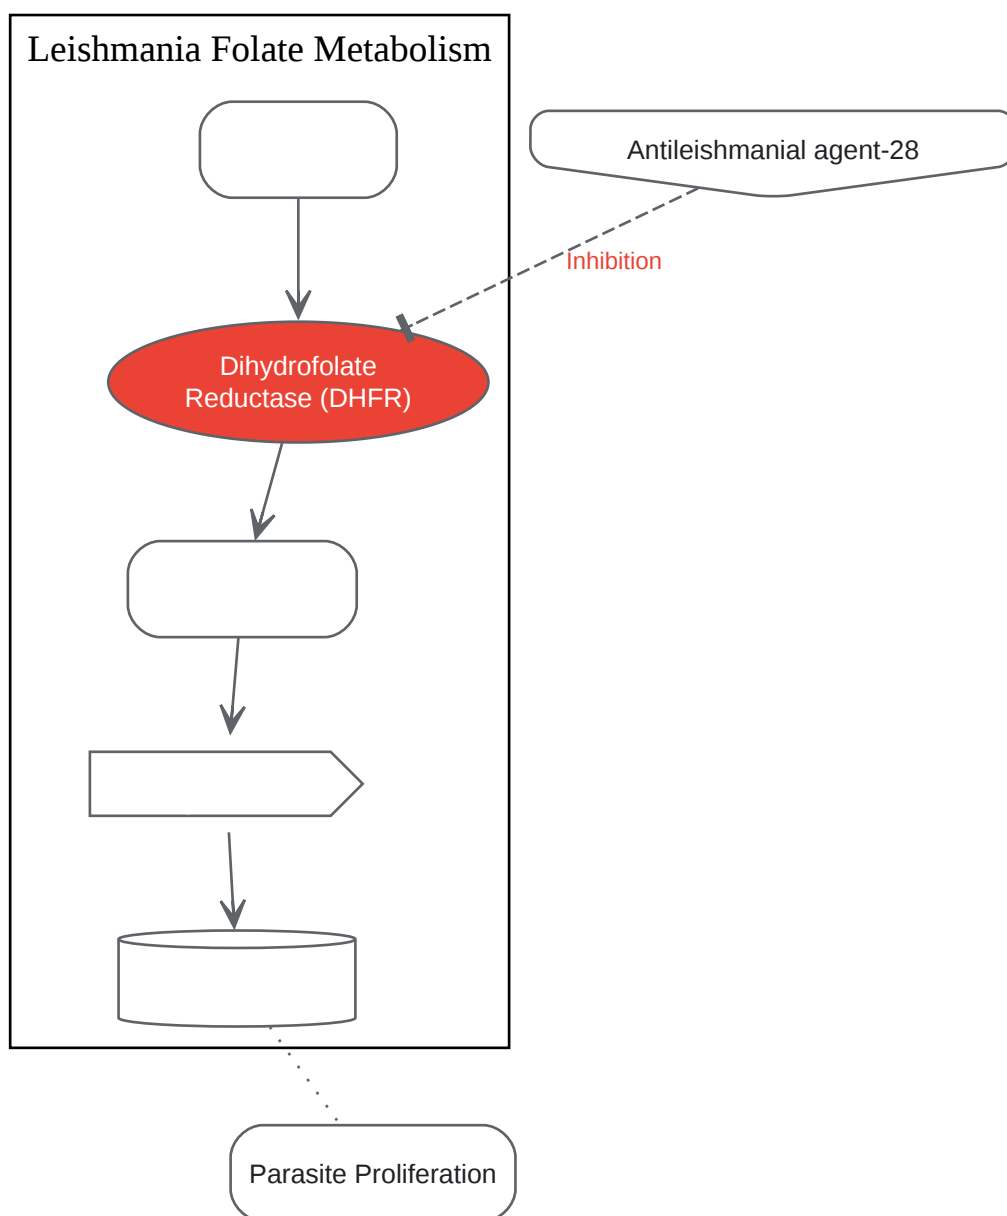 Leishmania Folate Metabolism
Antileishmanial agent-28
Inhibition
Dihydrofolate
Reductase (DHFR)
Parasite Proliferation